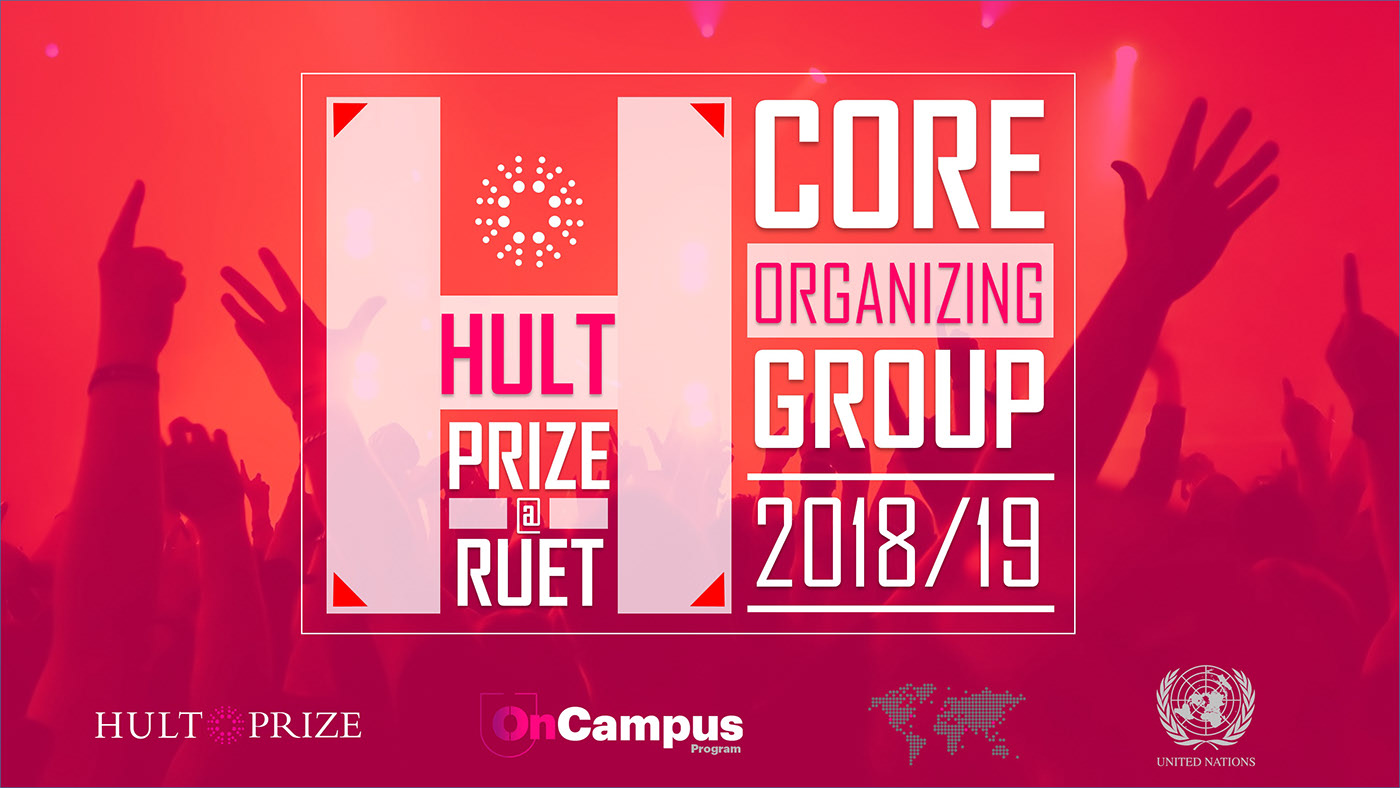 HULT
PRIZE
@
RUET
CORE
ORGANIZING
GROUP
2018/19
HULT PRIZE
OnCampus
Program
UNITED NATIONS